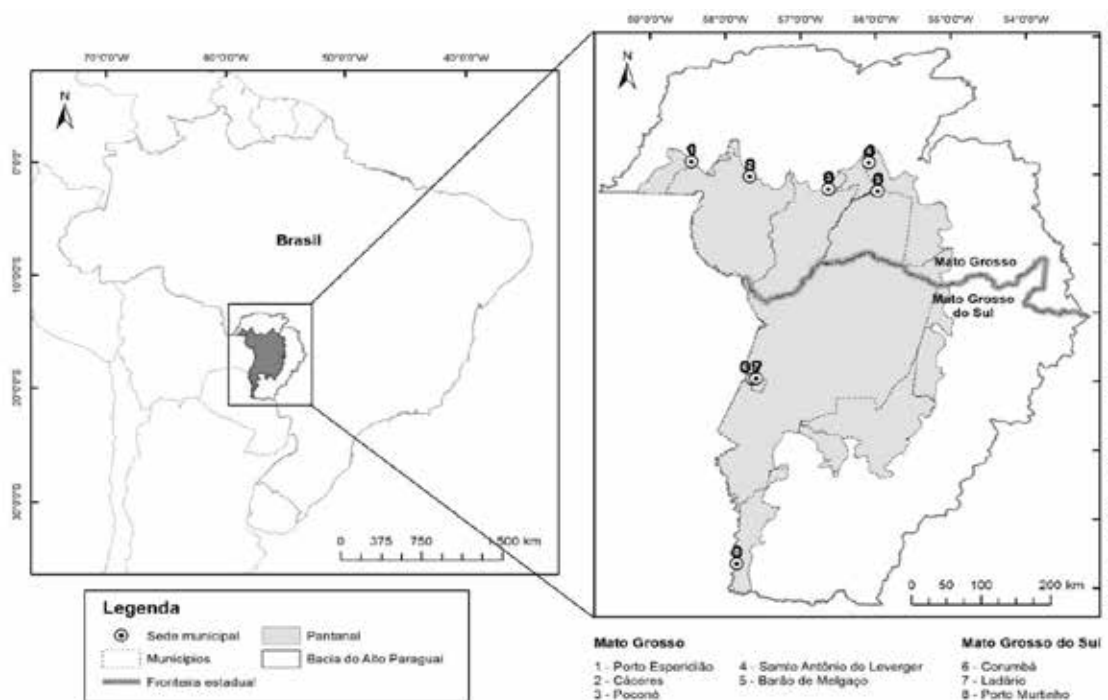 70°0'0"W 60°0'0"W 50°0'0"W 40°0'0"W
N
0°0'0"
10°0'0"S
20°0'0"S
30°0'0"S
Brasil
0 375 750 1.500 km
59°0'0"W 58°0'0"W 57°0'0"W 56°0'0"W 55°0'0"W 54°0'0"W
N
1
2
3
4
5
Mato Grosso
Mato Grosso
do Sul
67
8
0 50 100 200 km
Legenda
Sede municipal
Pantanal
Municípios
Bacia do Alto Paraguai
Fronteira estadual
Mato Grosso
1 - Porto Esperidião
2 - Cáceres
3 - Poconé
4 - Santo Antônio do Leverger
5 - Barão de Melgaço
Mato Grosso do Sul
6 - Corumbá
7 - Ladário
8 - Porto Murtinho